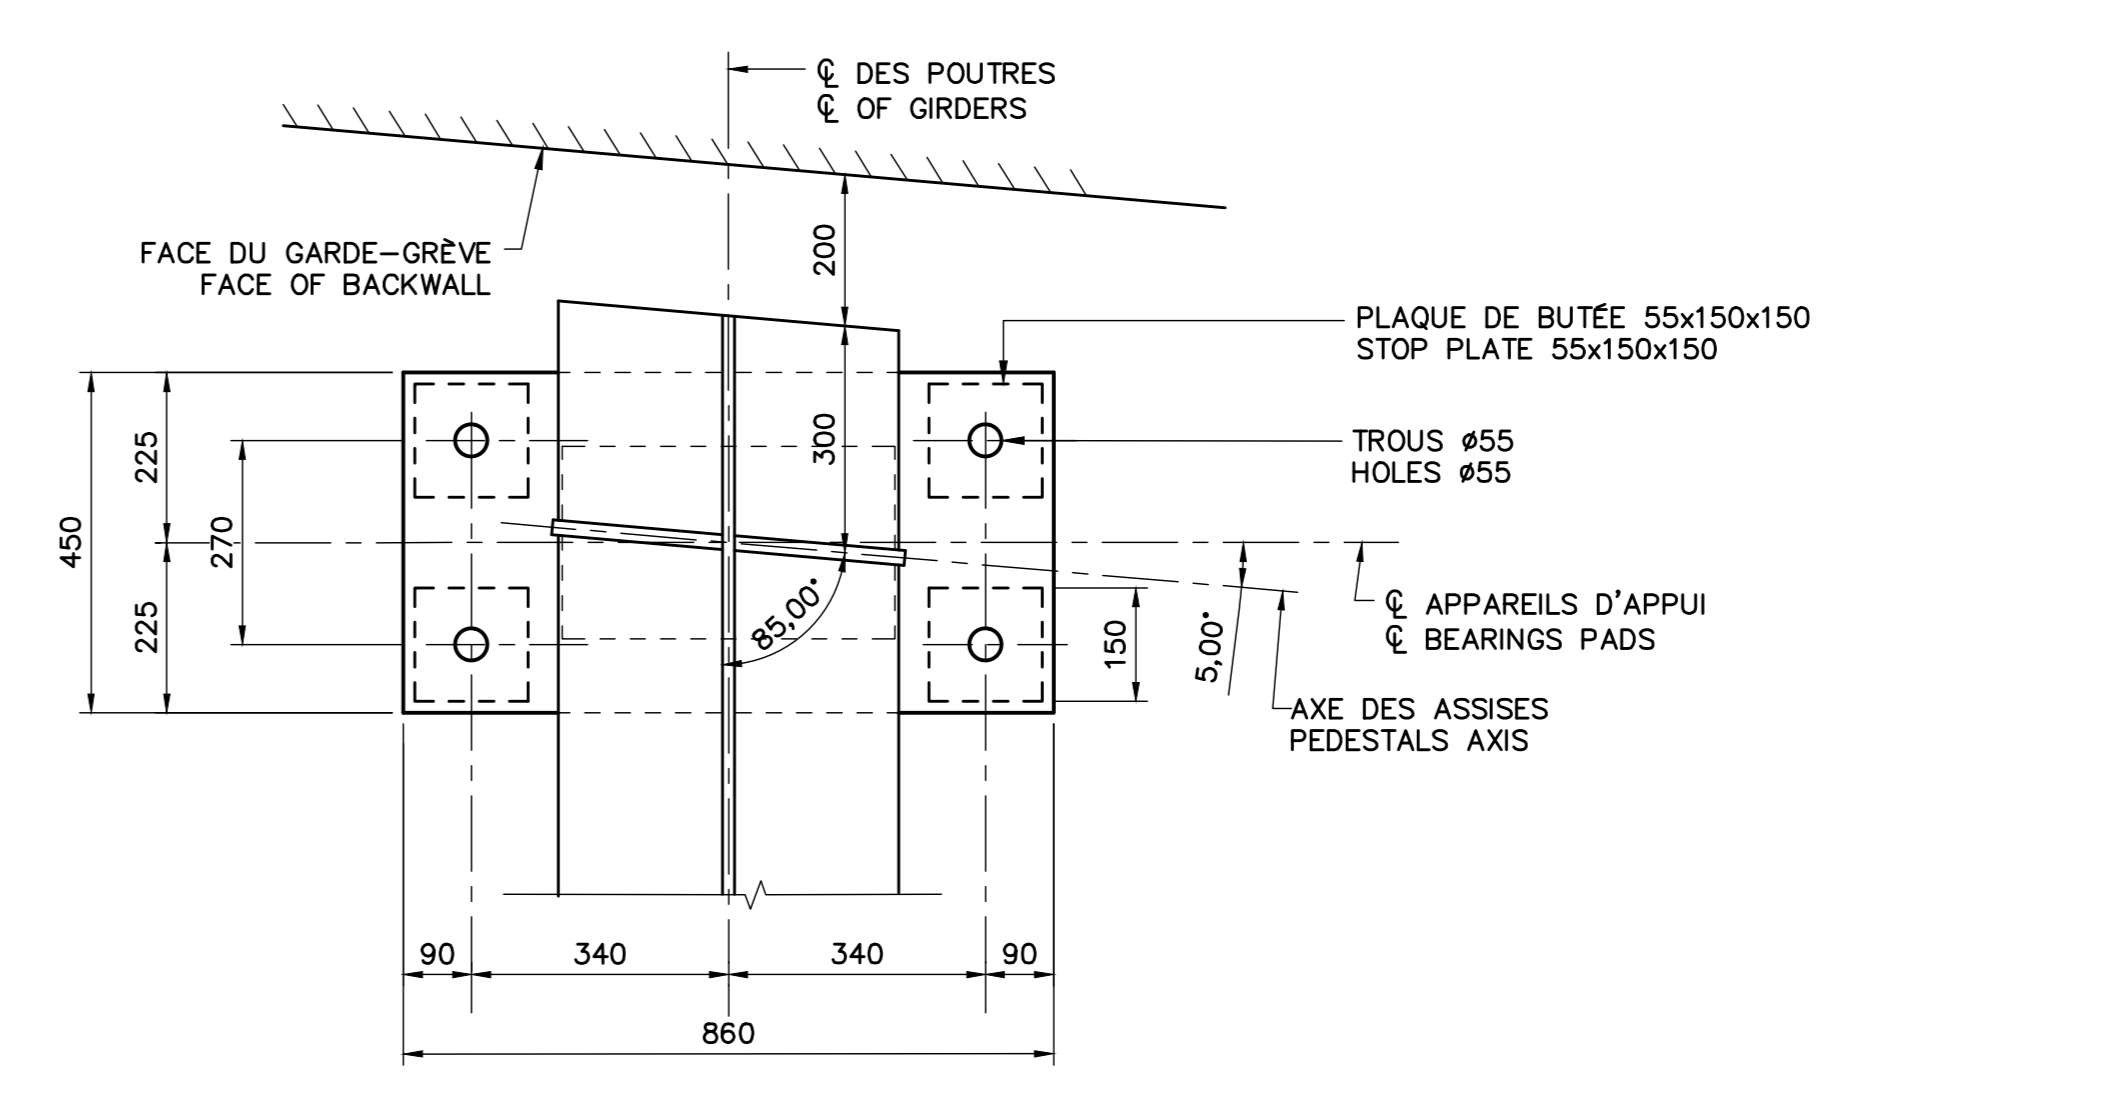 ℄ DES POUTRES
℄ OF GIRDERS
FACE DU GARDE-GRÈVE
FACE OF BACKWALL
200
300
PLAQUE DE BUTÉE 55x150x150
STOP PLATE 55x150x150
TROUS ø55
HOLES ø55
225
450
270
225
85,00°
150
5,00°
℄ APPAREILS D'APPUI
℄ BEARINGS PADS
AXE DES ASSISES
PEDESTALS AXIS
90
340
340
90
860